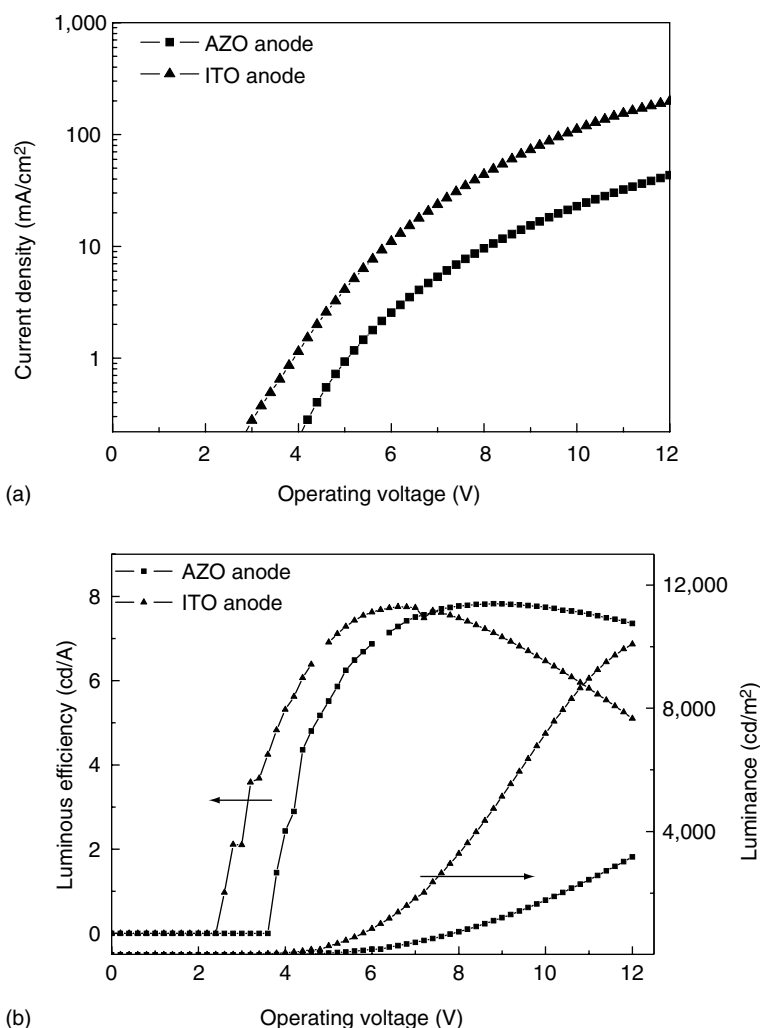 1,000
AZO anode
ITO anode
100
10
1
Current density (mA/cm²)
0 2 4 6 8 10 12
Operating voltage (V)
(a)
AZO anode
ITO anode
8
6
4
2
0
Luminous efficiency (cd/A)
12,000
8,000
4,000
Luminance (cd/m²)
0 2 4 6 8 10 12
Operating voltage (V)
(b)